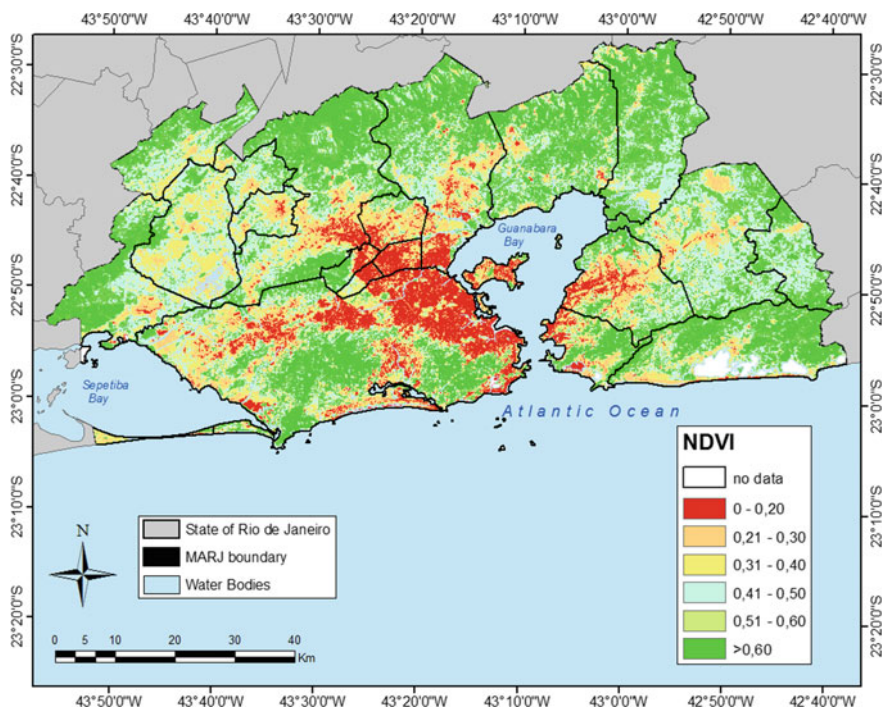 43°50'0"W 43°40'0"W 43°30'0"W 43°20'0"W 43°10'0"W 43°0'0"W 42°50'0"W 42°40'0"W
22°30'0"S 22°30'0"S
22°40'0"S 22°40'0"S
Guanabara
Bay
22°50'0"S 22°50'0"S
Sepetiba
Bay
23°0'0"S 23°0'0"S
Atlantic Ocean
NDVI
no data
0 - 0,20
0,21 - 0,30
0,31 - 0,40
0,41 - 0,50
0,51 - 0,60
>0,60
23°10'0"S 23°10'0"S
N
State of Rio de Janeiro
MARJ boundary
Water Bodies
23°20'0"S 23°20'0"S
0 5 10 20 30 40
Km
43°50'0"W 43°40'0"W 43°30'0"W 43°20'0"W 43°10'0"W 43°0'0"W 42°50'0"W 42°40'0"W